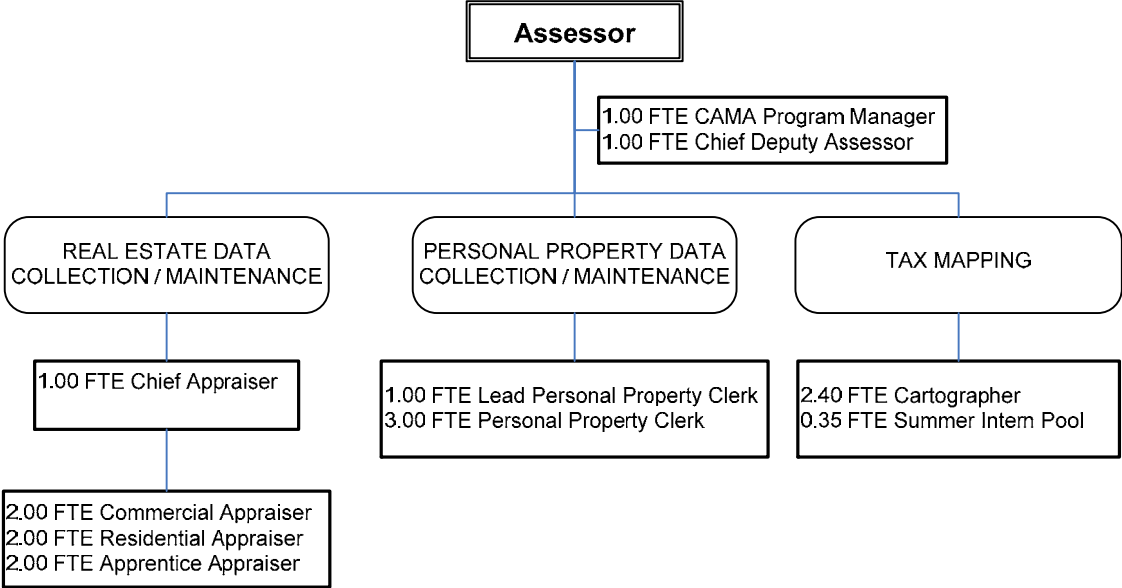 Assessor
1.00 FTE CAMA Program Manager
1.00 FTE Chief Deputy Assessor
REAL ESTATE DATA
COLLECTION / MAINTENANCE
PERSONAL PROPERTY DATA
COLLECTION / MAINTENANCE
TAX MAPPING
1.00 FTE Chief Appraiser
1.00 FTE Lead Personal Property Clerk
3.00 FTE Personal Property Clerk
2.40 FTE Cartographer
0.35 FTE Summer Intern Pool
2.00 FTE Commercial Appraiser
2.00 FTE Residential Appraiser
2.00 FTE Apprentice Appraiser